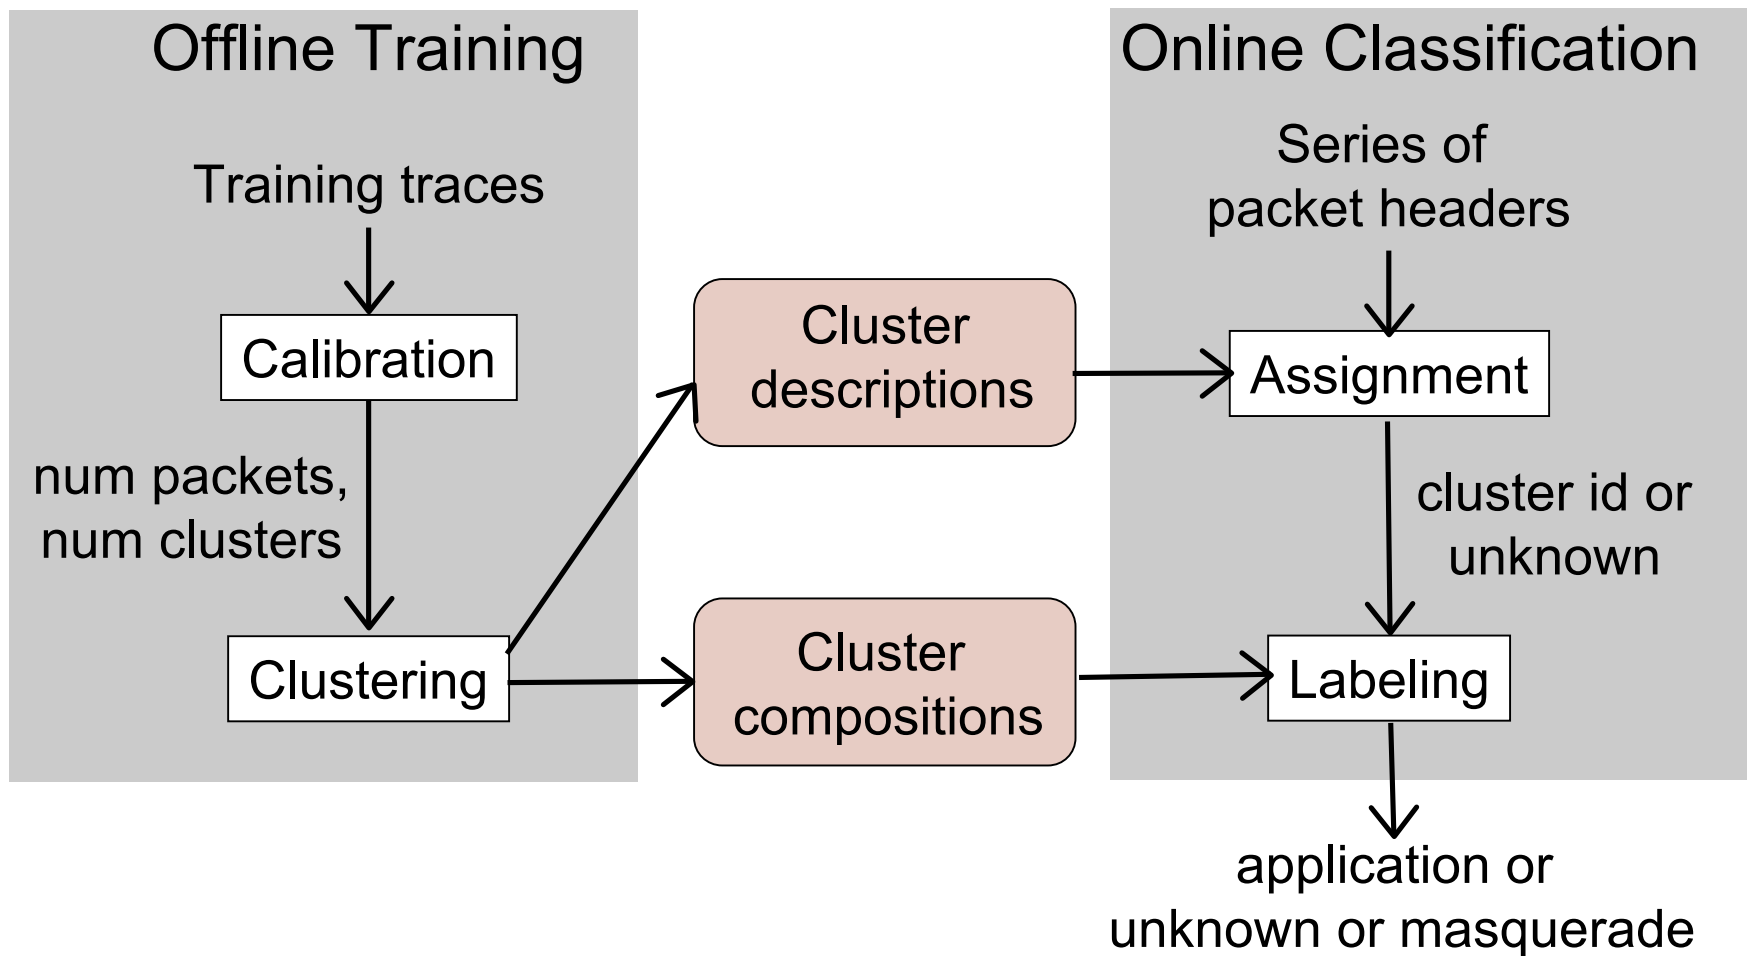 Offline Training
Training traces
Calibration
num packets,
num clusters
Clustering
Cluster
descriptions
Cluster
compositions
Online Classification
Series of
packet headers
Assignment
cluster id or
unknown
Labeling
application or
unknown or masquerade